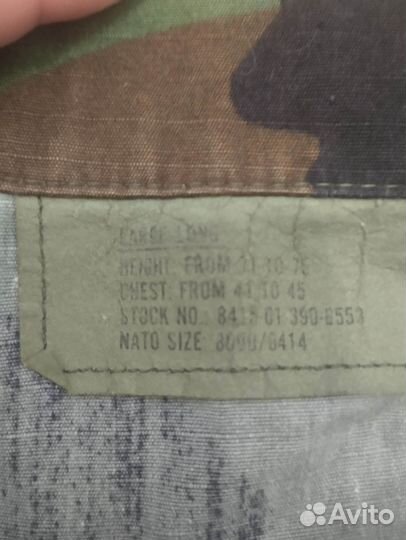 LARGE-LONG
HEIGHT: FROM 71 TO 75
CHEST: FROM 41 TO 45
STOCK NO.: 8415-01-390-8553
NATO SIZE:
Avito